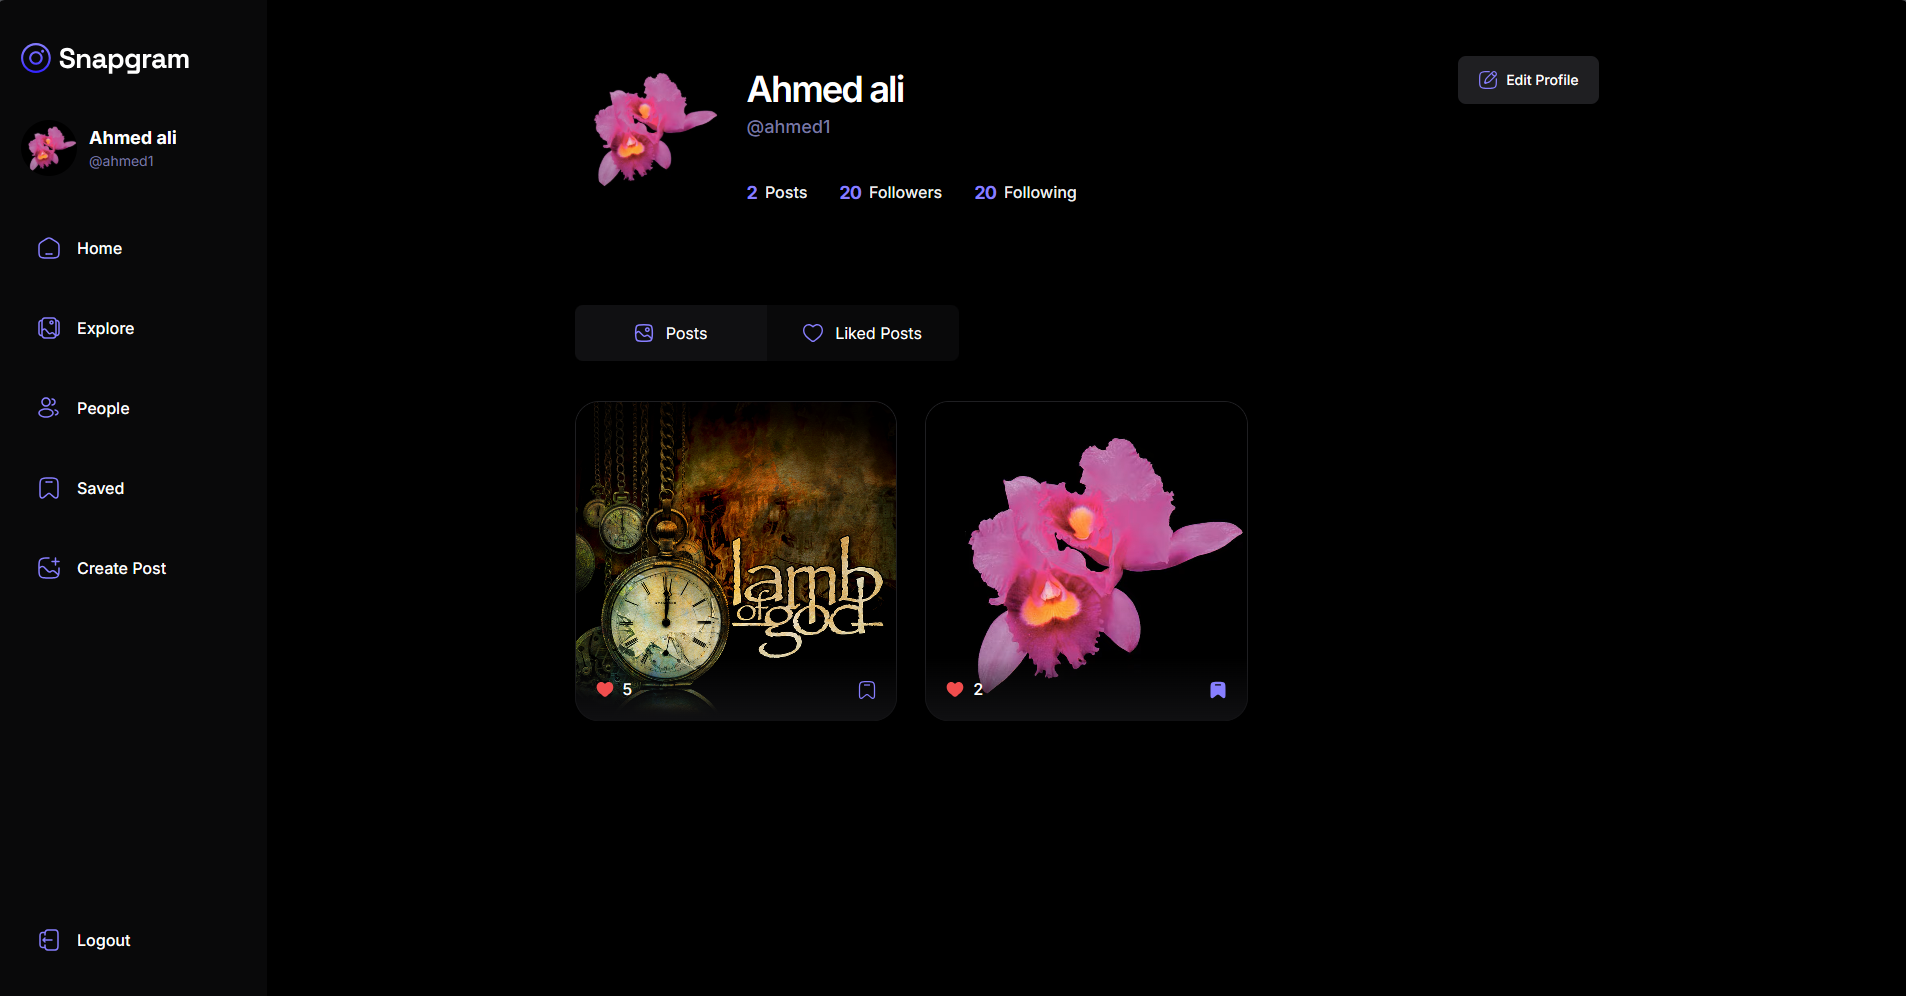 Snapgram
Ahmed ali
@ahmed1
Home
Explore
People
Saved
Create Post
Logout
Ahmed ali
@ahmed1
2 Posts
20 Followers
20 Following
Edit Profile
Posts
Liked Posts
lamb
of god
5
2